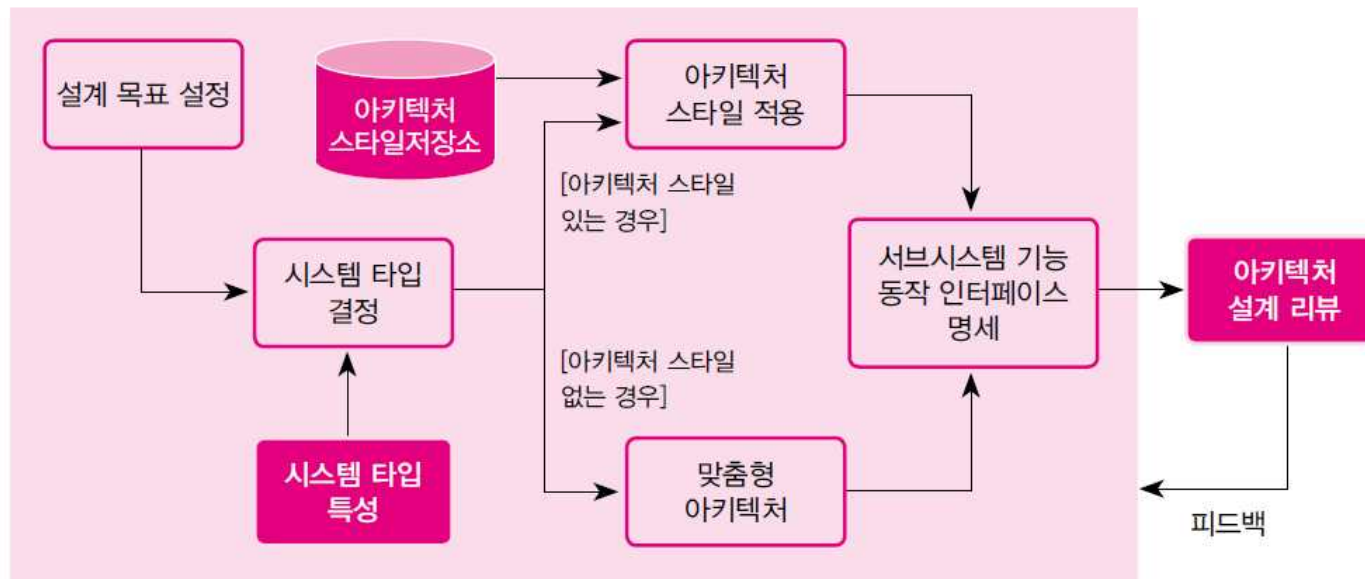 설계 목표 설정
아키텍처
스타일저장소
아키텍처
스타일 적용
[아키텍처 스타일
있는 경우]
시스템 타입
결정
서브시스템 기능
동작 인터페이스
명세
아키텍처
설계 리뷰
[아키텍처 스타일
없는 경우]
시스템 타입
특성
맞춤형
아키텍처
피드백